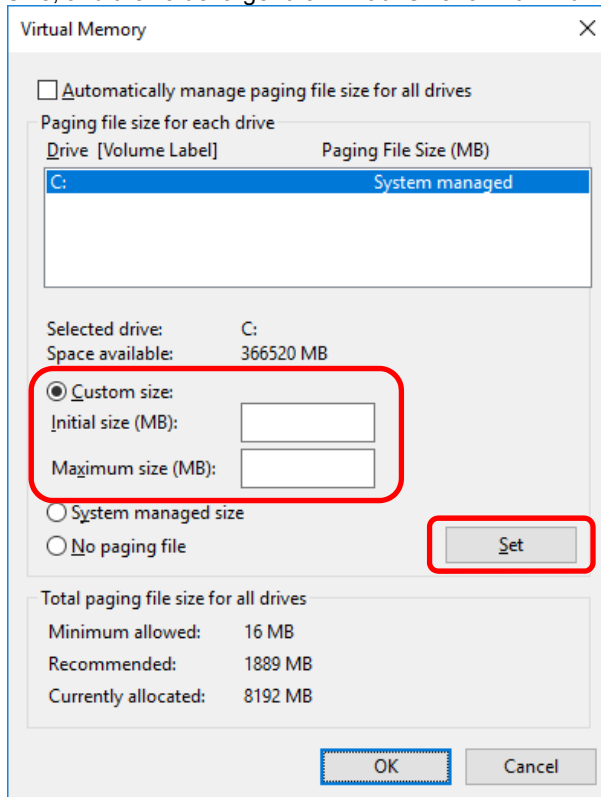 Virtual Memory
Automatically manage paging file size for all drives
Paging file size for each drive
Drive [Volume Label] Paging File Size (MB)
C: System managed
Selected drive: C:
Space available: 366520 MB
Custom size:
Initial size (MB):
Maximum size (MB):
System managed size
No paging file
Set
Total paging file size for all drives
Minimum allowed: 16 MB
Recommended: 1889 MB
Currently allocated: 8192 MB
OK Cancel